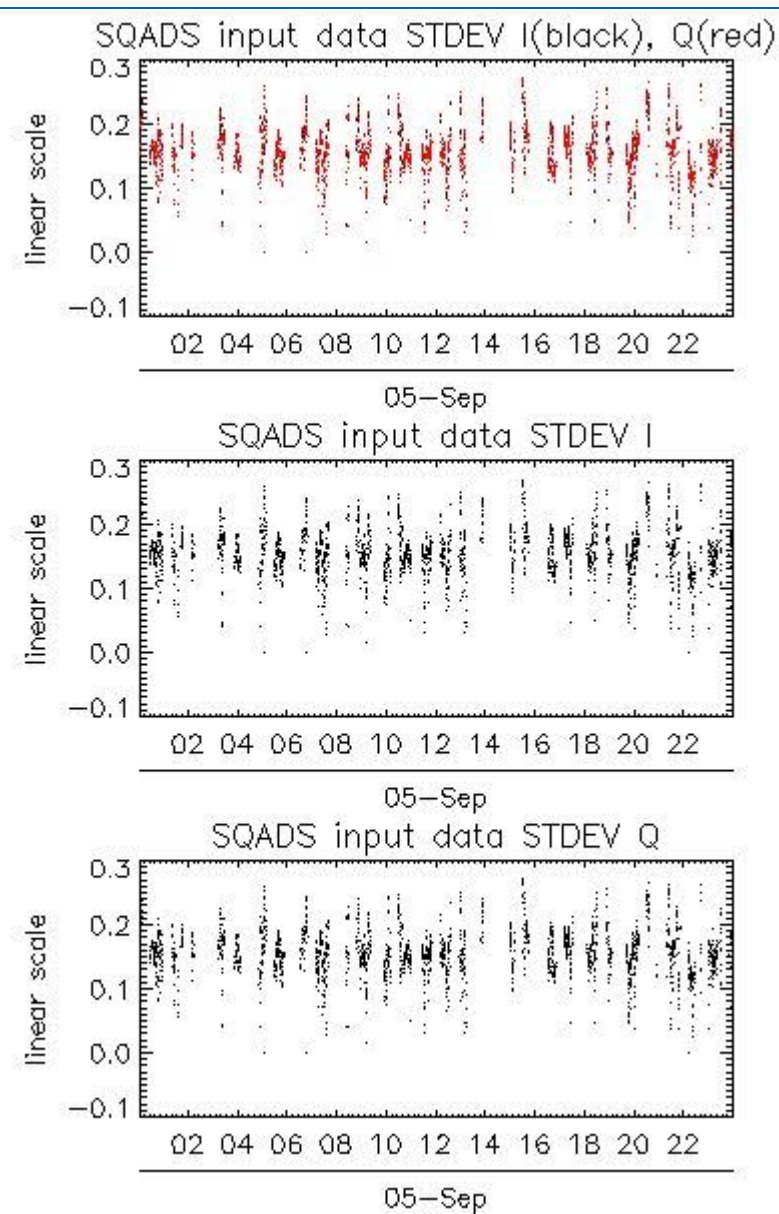 SQADS input data STDEV I(black), Q(red)
0.3
0.2
0.1
0.0
−0.1
linear scale
02 04 06 08 10 12 14 16 18 20 22
05−Sep
SQADS input data STDEV I
0.3
0.2
0.1
0.0
−0.1
linear scale
02 04 06 08 10 12 14 16 18 20 22
05−Sep
SQADS input data STDEV Q
0.3
0.2
0.1
0.0
−0.1
linear scale
02 04 06 08 10 12 14 16 18 20 22
05−Sep